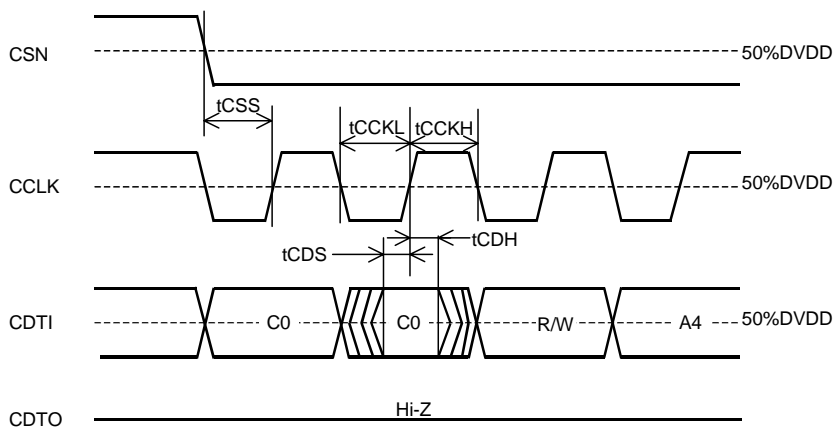 CSN
50%DVDD
tCSS
tCCKL
tCCKH
CCLK
50%DVDD
tCDS
tCDH
CDTI
C0
C0
R/W
A4
50%DVDD
CDTO
Hi-Z